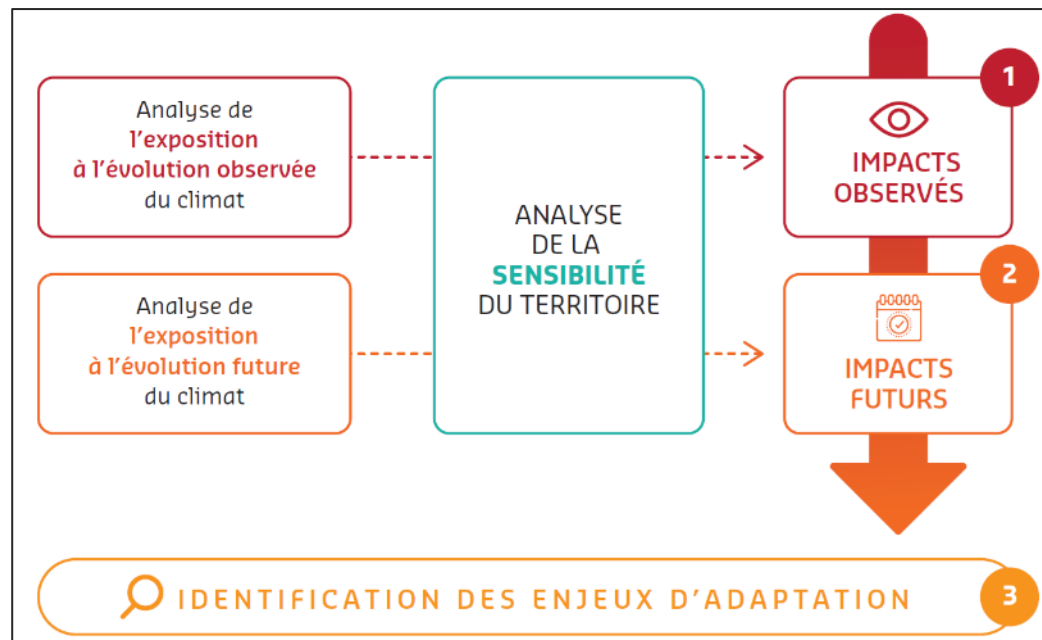 Analyse de
l'exposition
à l'évolution observée
du climat
ANALYSE
DE LA
SENSIBILITÉ
DU TERRITOIRE
1
IMPACTS
OBSERVÉS
Analyse de
l'exposition
à l'évolution future
du climat
2
IMPACTS
FUTURS
IDENTIFICATION DES ENJEUX D'ADAPTATION
3